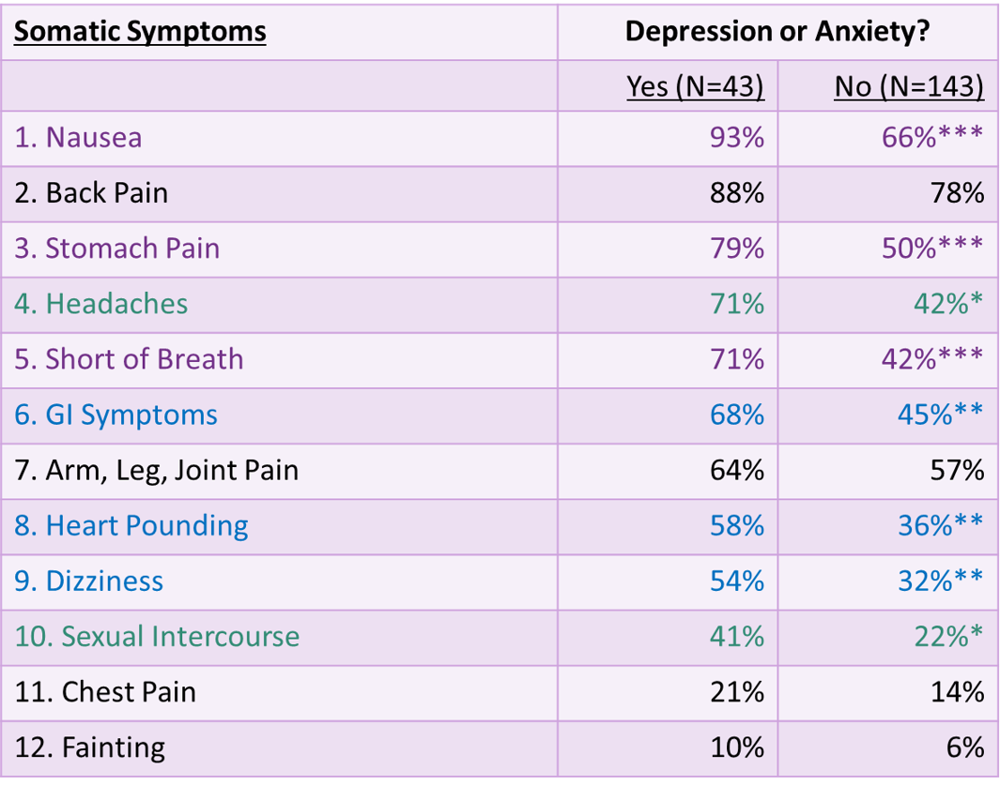 Somatic Symptoms Depression or Anxiety?
Yes (N=43) No (N=143)
1. Nausea 93% 66%***
2. Back Pain 88% 78%
3. Stomach Pain 79% 50%***
4. Headaches 71% 42%*
5. Short of Breath 71% 42%***
6. GI Symptoms 68% 45%**
7. Arm, Leg, Joint Pain 64% 57%
8. Heart Pounding 58% 36%**
9. Dizziness 54% 32%**
10. Sexual Intercourse 41% 22%*
11. Chest Pain 21% 14%
12. Fainting 10% 6%